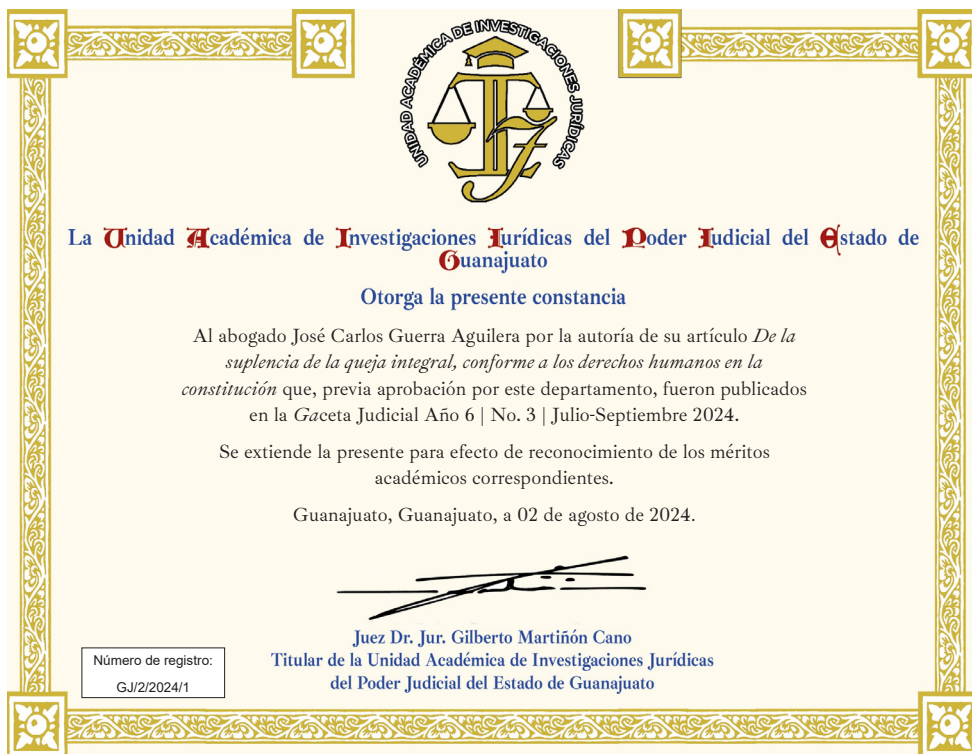 UNIDAD ACADÉMICA DE INVESTIGACIONES JURÍDICAS
La Unidad Académica de Investigaciones Jurídicas del Poder Judicial del Estado de
Guanajuato
Otorga la presente constancia
Al abogado José Carlos Guerra Aguilera por la autoría de su artículo De la
suplencia de la queja integral, conforme a los derechos humanos en la
constitución que, previa aprobación por este departamento, fueron publicados
en la Gaceta Judicial Año 6 | No. 3 | Julio-Septiembre 2024.
Se extiende la presente para efecto de reconocimiento de los méritos
académicos correspondientes.
Guanajuato, Guanajuato, a 02 de agosto de 2024.
Juez Dr. Jur. Gilberto Martiñón Cano
Titular de la Unidad Académica de Investigaciones Jurídicas
del Poder Judicial del Estado de Guanajuato
Número de registro:
GJ/2/2024/1